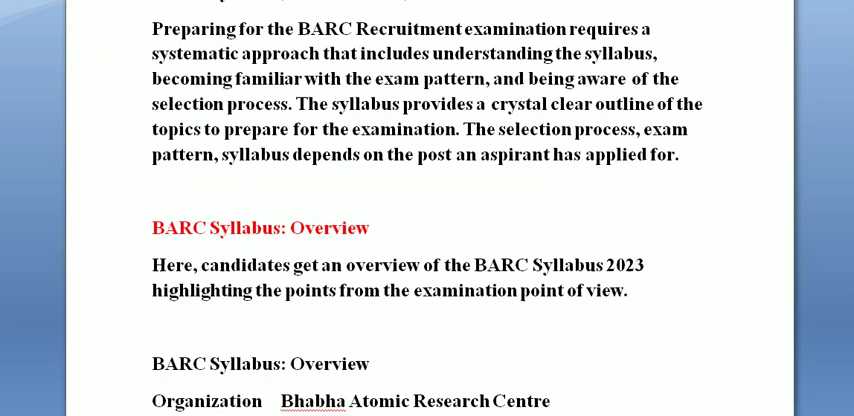 Preparing for the BARC Recruitment examination requires a
systematic approach that includes understanding the syllabus,
becoming familiar with the exam pattern, and being aware of the
selection process. The syllabus provides a crystal clear outline of the
topics to prepare for the examination. The selection process, exam
pattern, syllabus depends on the post an aspirant has applied for.
BARC Syllabus: Overview
Here, candidates get an overview of the BARC Syllabus 2023
highlighting the points from the examination point of view.
BARC Syllabus: Overview
Organization Bhabha Atomic Research Centre